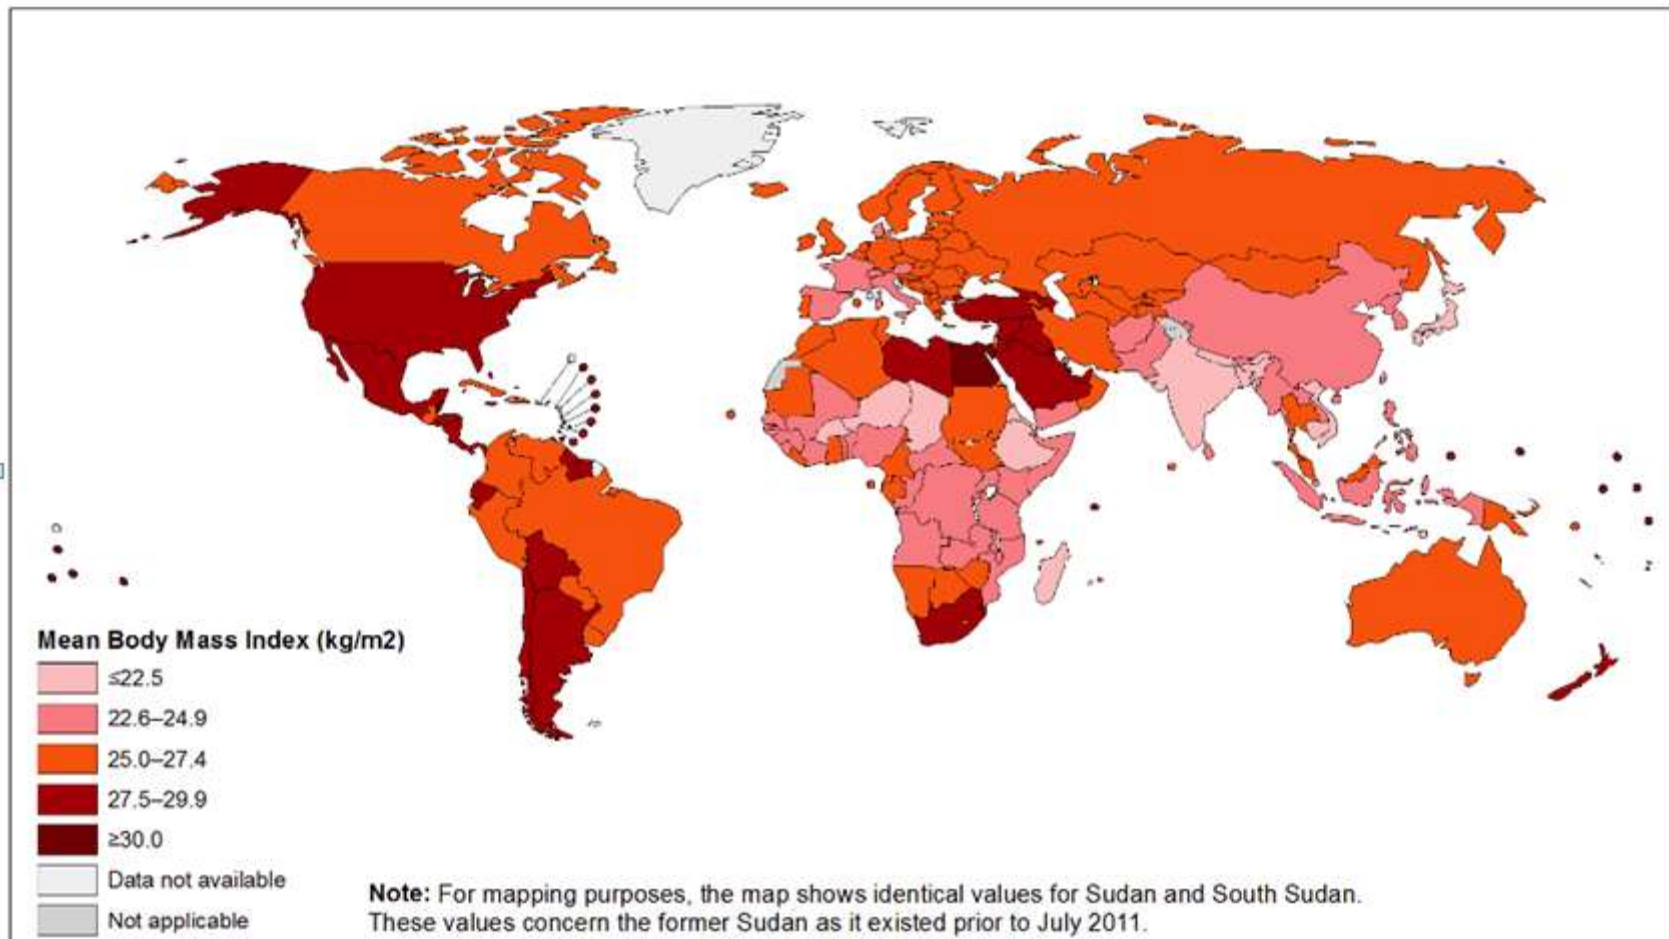 Mean Body Mass Index (kg/m2)
≤22.5
22.6–24.9
25.0–27.4
27.5–29.9
≥30.0
Data not available
Not applicable
Note: For mapping purposes, the map shows identical values for Sudan and South Sudan.
These values concern the former Sudan as it existed prior to July 2011.